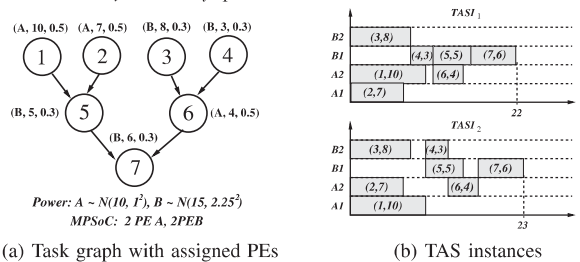 (A, 10, 0.5) (A, 7, 0.5) (B, 8, 0.3) (B, 3, 0.3)
1 2 3 4
(B, 5, 0.3) 5 6 (A, 4, 0.5)
(B, 6, 0.3)
7
Power: A ~ N(10, 1²), B ~ N(15, 2.25²)
MPSoC: 2 PE A, 2PEB
(a) Task graph with assigned PEs
TASI 1
B2 (3,8)
B1 (4,3) (5,5) (7,6)
A2 (1,10) (6,4)
A1 (2,7)
22
TASI 2
B2 (3,8) (4,3)
B1 (5,5) (7,6)
A2 (2,7) (6,4)
A1 (1,10)
23
(b) TAS instances